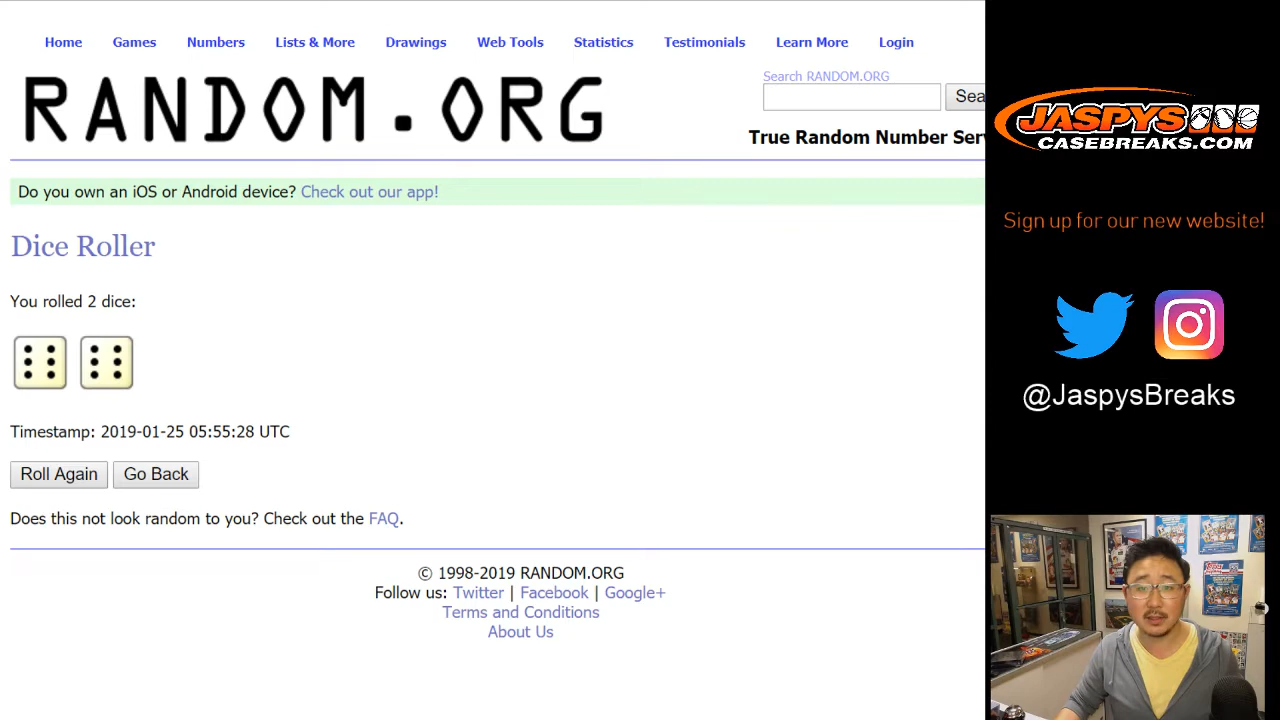 Home Games Numbers Lists & More Drawings Web Tools Statistics Testimonials Learn More Login
RANDOM.ORG
Search RANDOM.ORG
Sea
True Random Number Ser
Do you own an iOS or Android device? Check out our app!
Dice Roller
You rolled 2 dice:
Timestamp: 2019-01-25 05:55:28 UTC
Roll Again Go Back
Does this not look random to you? Check out the FAQ.
© 1998-2019 RANDOM.ORG
Follow us: Twitter | Facebook | Google+
Terms and Conditions
About Us
JASPYS
CASEBREAKS.COM
Sign up for our new website!
@JaspysBreaks
Topps